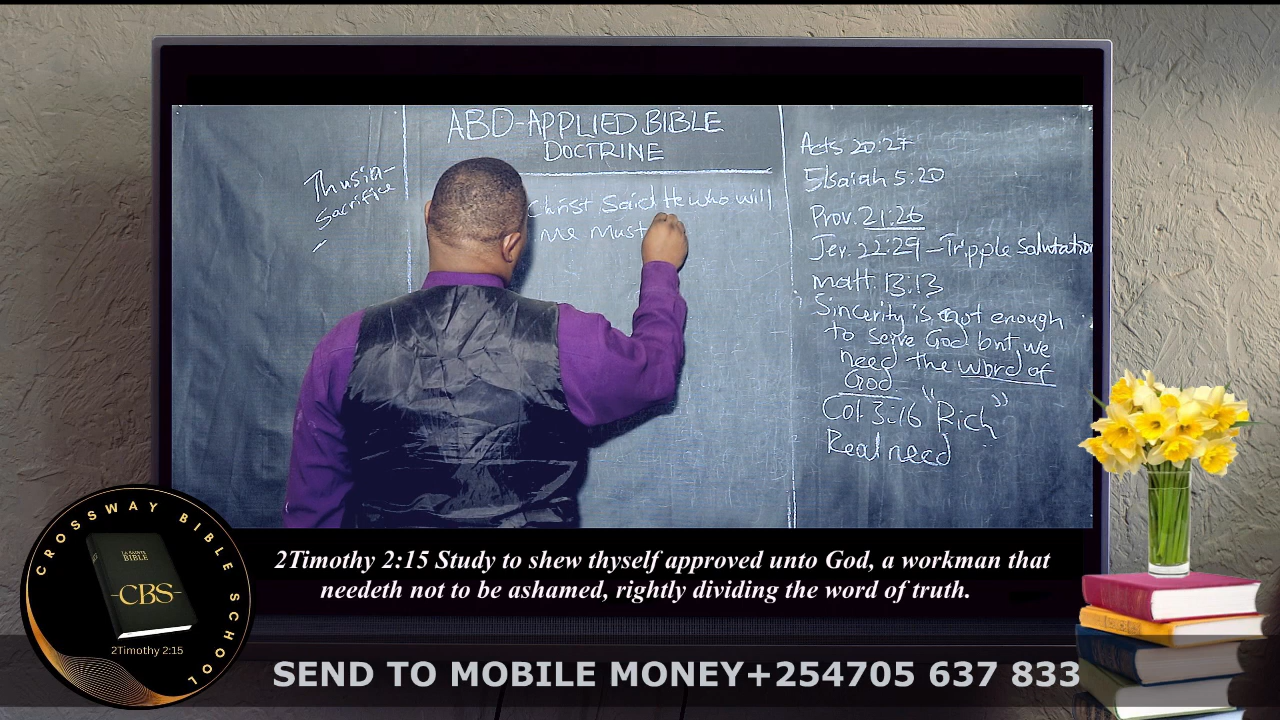 ABD-APPLIED BIBLE
DOCTRINE
Thusia-
Sacrifice
Christ Said He who will
me must
Acts 20:27
5Isaiah 5:20
Prov. 21:26
Jer. 22:29 - Tripple Salutation
matt. 13:13
Sincerity is not enough
to serve God but we
need the word of
God
Col 3:16 "Rich"
Real need
2Timothy 2:15 Study to shew thyself approved unto God, a workman that
needeth not to be ashamed, rightly dividing the word of truth.
CROSSWAY BIBLE SCHOOL
LA SAINTE
BIBLE
CBS
2Timothy 2:15
SEND TO MOBILE MONEY+254705 637 833